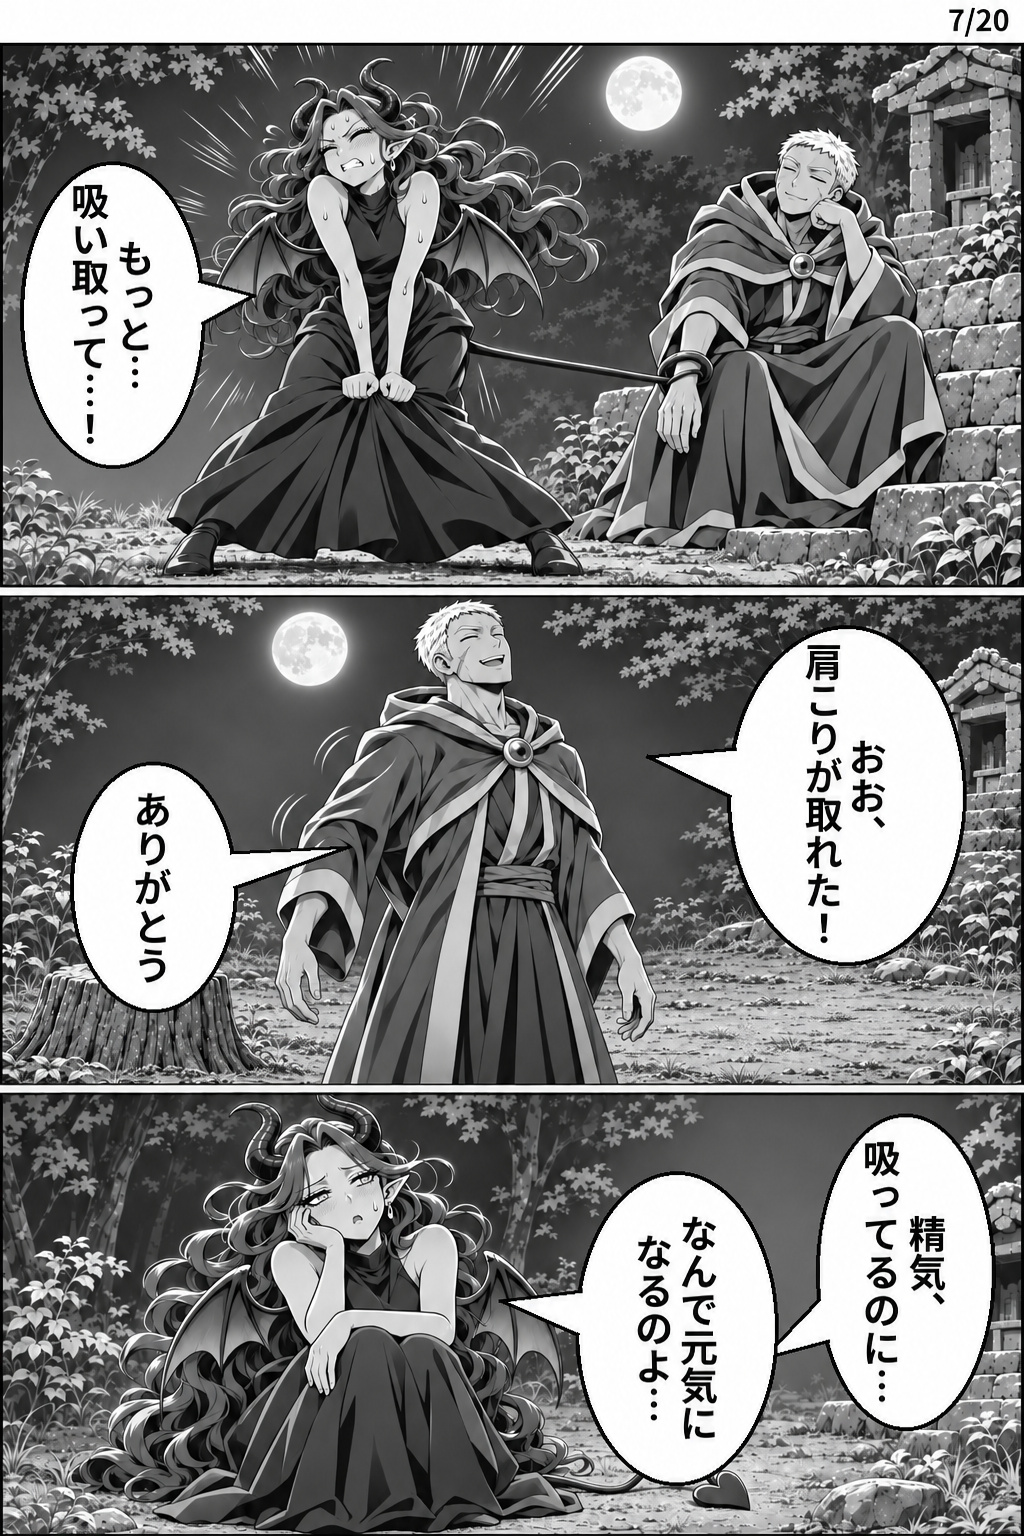 7/20
もっと…
吸い取って……！
おお、
肩こりが取れた！
ありがとう
精気、
吸ってるのに…
なんで元気に
なるのよ…